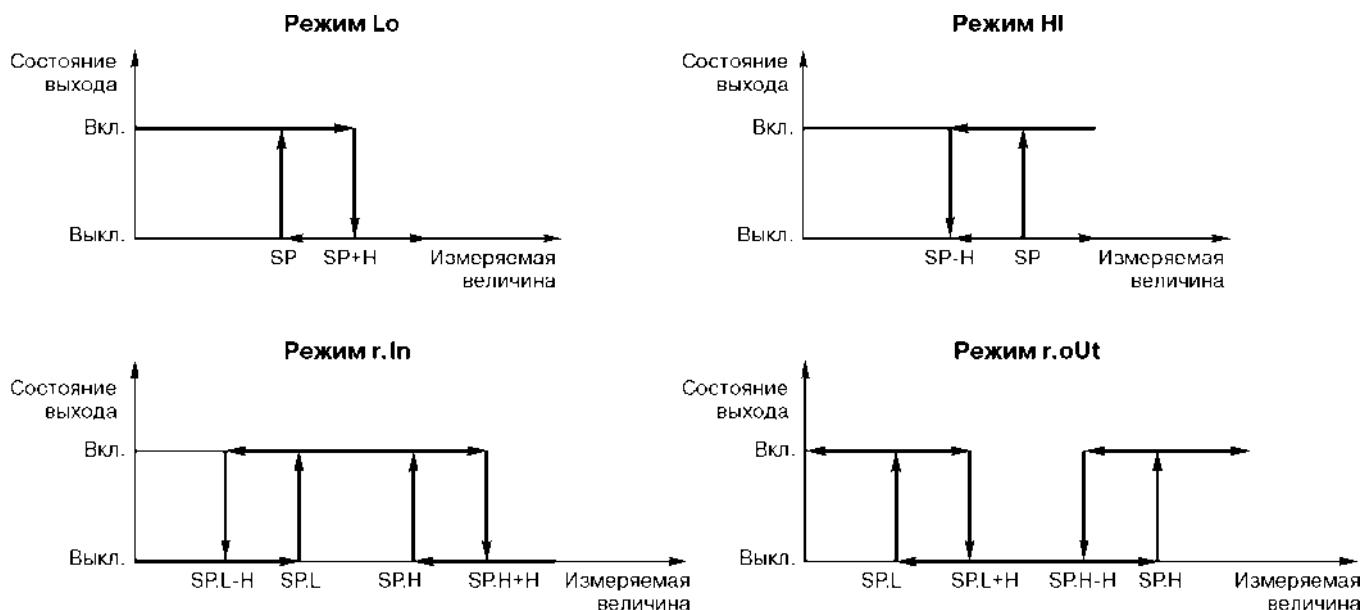 Режим Lo
Состояние
выхода
Вкл.
Выкл.
SP
SP+H
Измеряемая
величина
Режим HI
Состояние
выхода
Вкл.
Выкл.
SP-H
SP
Измеряемая
величина
Режим r.In
Состояние
выхода
Вкл.
Выкл.
SP.L-H
SP.L
SP.H
SP.H+H
Измеряемая
величина
Режим r.oUt
Состояние
выхода
Вкл.
Выкл.
SP.L
SP.L+H
SP.H-H
SP.H
Измеряемая
величина